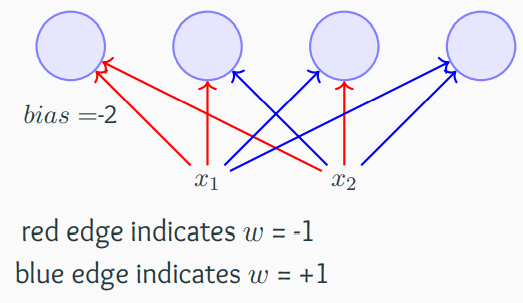 bias =-2
x₁ x₂
red edge indicates w = -1
blue edge indicates w = +1